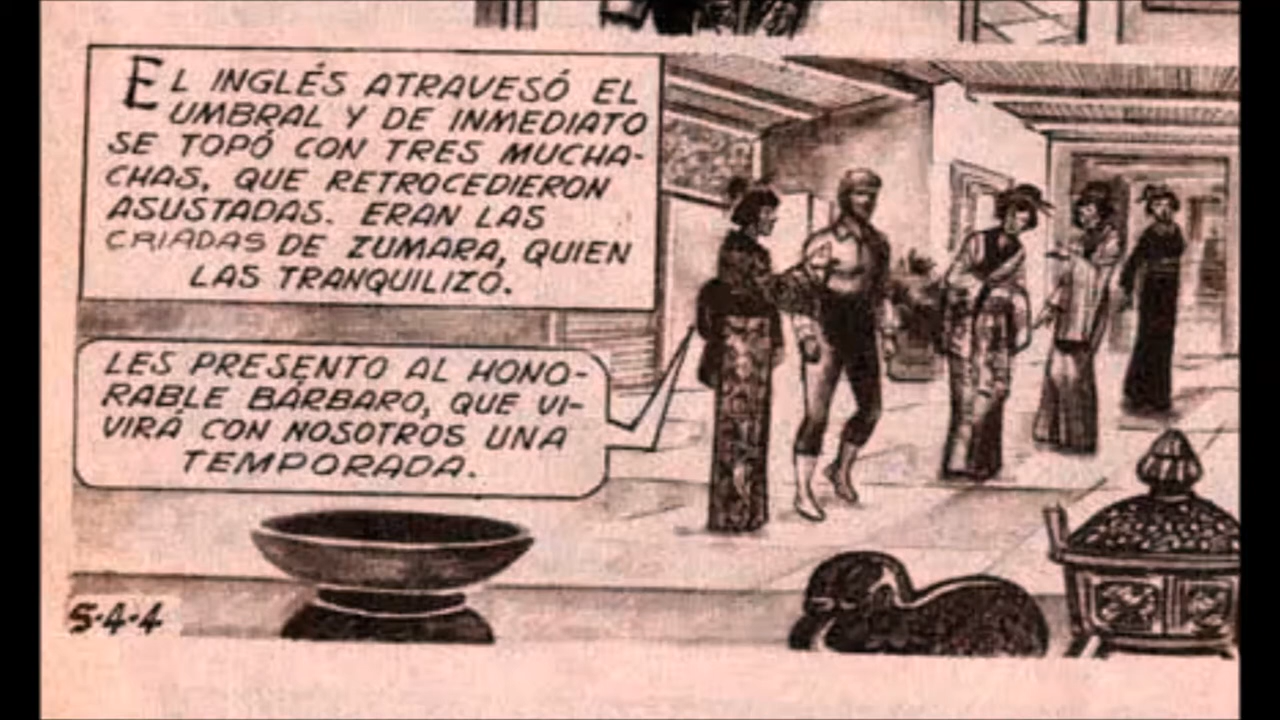 EL INGLÉS ATRAVESÓ EL
UMBRAL Y DE INMEDIATO
SE TOPÓ CON TRES MUCHA-
CHAS, QUE RETROCEDIERON
ASUSTADAS. ERAN LAS
CRIADAS DE ZUMARA, QUIEN
LAS TRANQUILIZÓ.
LES PRESENTO AL HONO-
RABLE BÁRBARO, QUE VI-
VIRÁ CON NOSOTROS UNA
TEMPORADA.
5-4-4